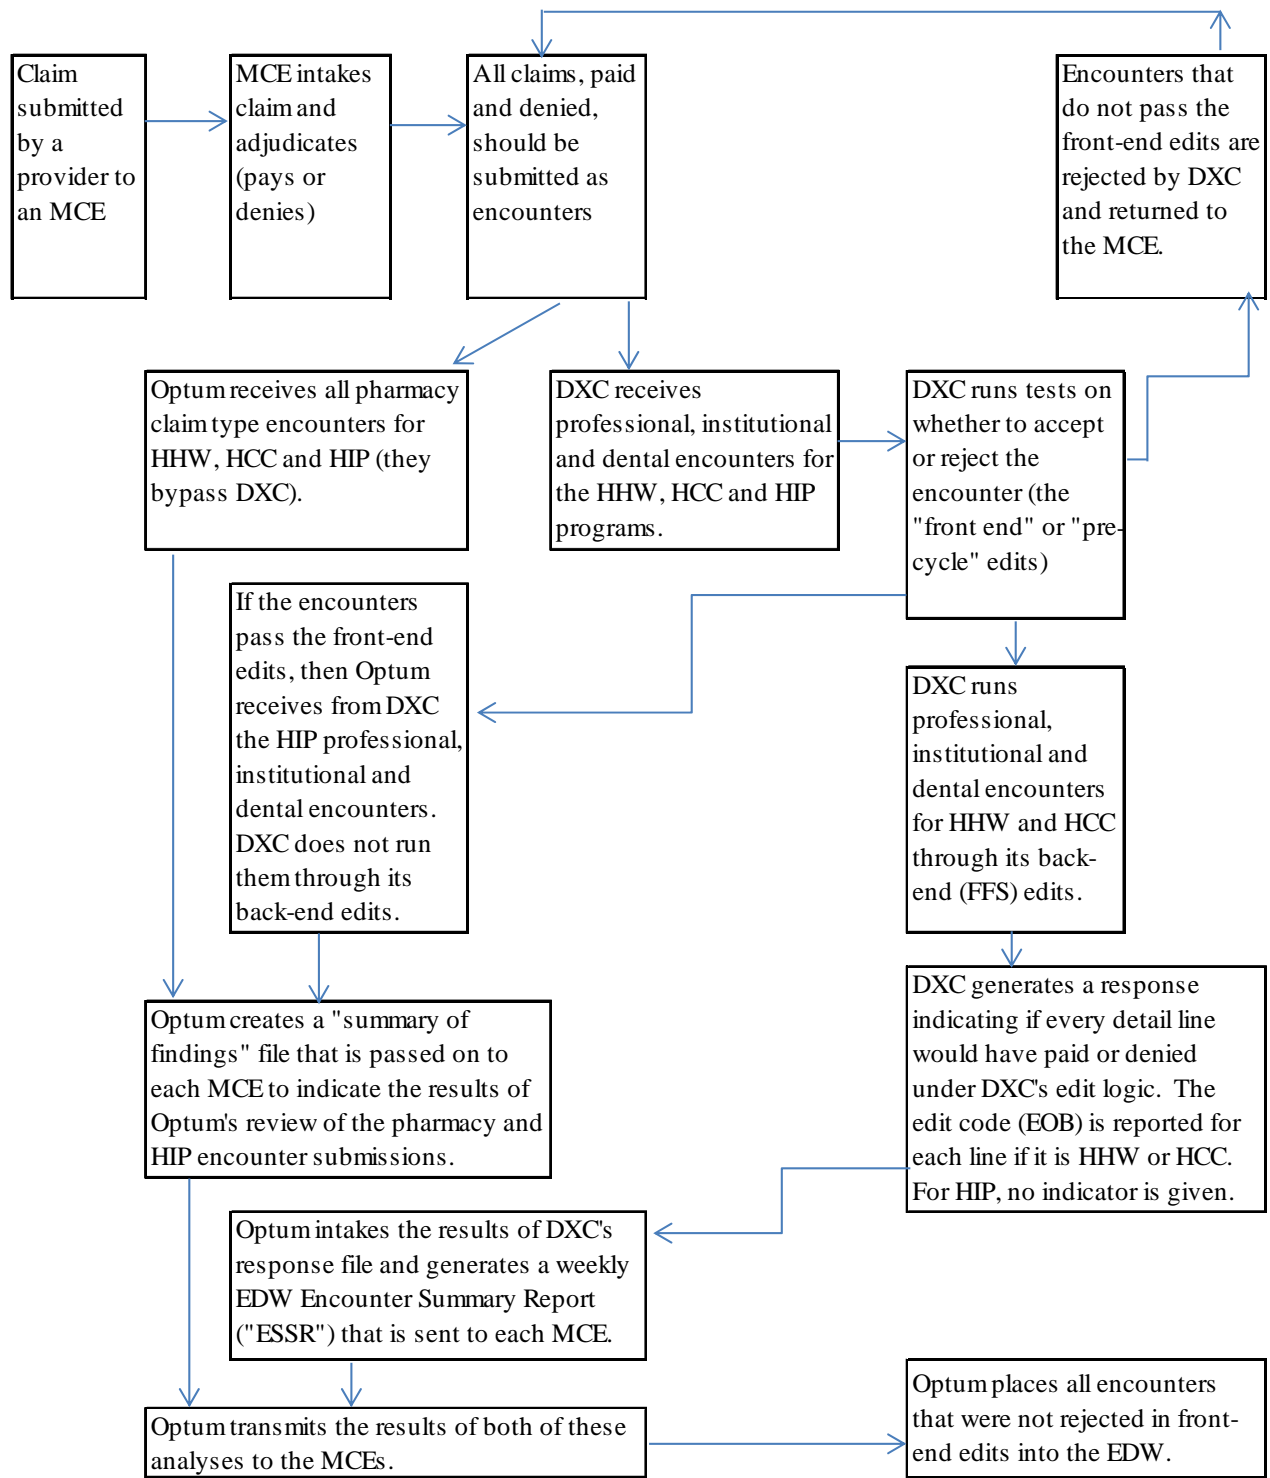 Claim
submitted
by a
provider to
an MCE
MCE intakes
claim and
adjudicates
(pays or
denies)
All claims, paid
and denied,
should be
submitted as
encounters
Encounters that
do not pass the
front-end edits are
rejected by DXC
and returned to
the MCE.
Optum receives all pharmacy
claim type encounters for
HHW, HCC and HIP (they
bypass DXC).
DXC receives
professional, institutional
and dental encounters for
the HHW, HCC and HIP
programs.
DXC runs tests on
whether to accept
or reject the
encounter (the
"front end" or "pre-
cycle" edits)
If the encounters
pass the front-end
edits, then Optum
receives from DXC
the HIP professional,
institutional and
dental encounters.
DXC does not run
them through its
back-end edits.
DXC runs
professional,
institutional and
dental encounters
for HHW and HCC
through its back-
end (FFS) edits.
Optum creates a "summary of
findings" file that is passed on to
each MCE to indicate the results of
Optum's review of the pharmacy and
HIP encounter submissions.
DXC generates a response
indicating if every detail line
would have paid or denied
under DXC's edit logic.  The
edit code (EOB) is reported for
each line if it is HHW or HCC.
For HIP, no indicator is given.
Optum intakes the results of DXC's
response file and generates a weekly
EDW Encounter Summary Report
("ESSR") that is sent to each MCE.
Optum transmits the results of both of these
analyses to the MCEs.
Optum places all encounters
that were not rejected in front-
end edits into the EDW.